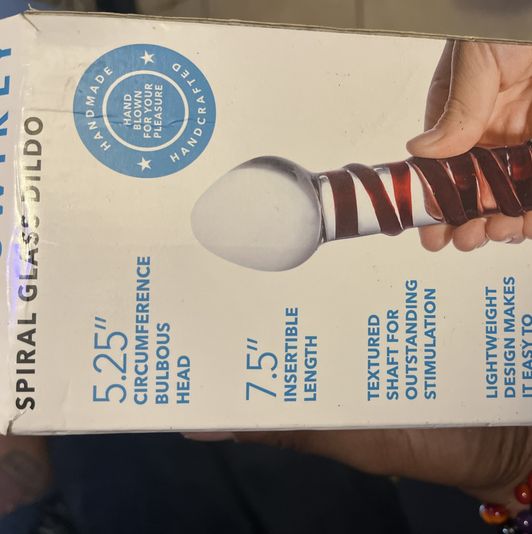 SPIRAL GLASS DILDO
HANDMADE
HAND
BLOWN
FOR YOUR
PLEASURE
HANDCRAFTED
5.25"
CIRCUMFERENCE
BULBOUS
HEAD
7.5"
INSERTIBLE
LENGTH
TEXTURED
SHAFT FOR
OUTSTANDING
STIMULATION
LIGHTWEIGHT
DESIGN MAKES
IT EASY TO